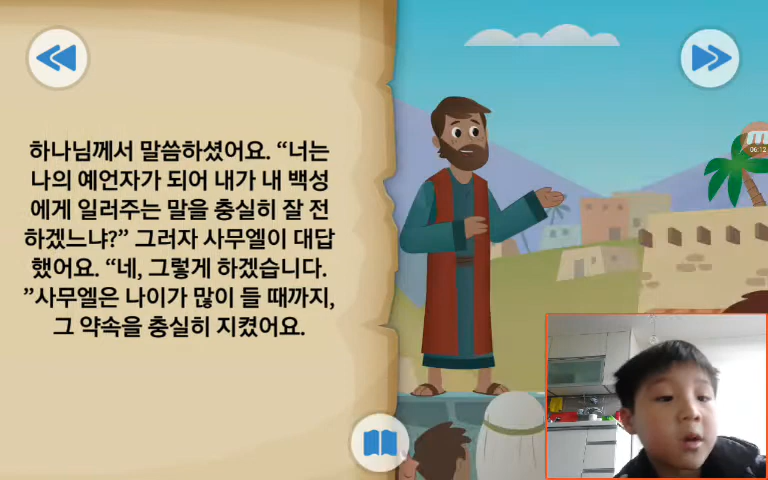 하나님께서 말씀하셨어요. “너는
나의 예언자가 되어 내가 내 백성
에게 일러주는 말을 충실히 잘 전
하겠느냐?” 그러자 사무엘이 대답
했어요. “네, 그렇게 하겠습니다.
”사무엘은 나이가 많이 들 때까지,
그 약속을 충실히 지켰어요.
06:12